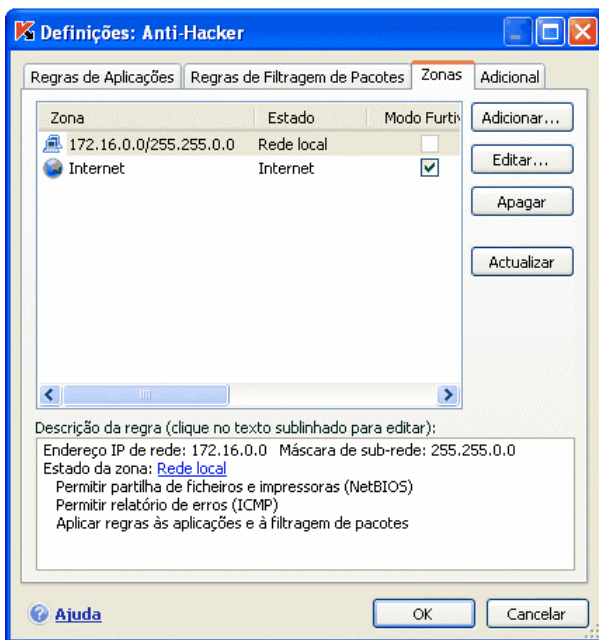 Definições: Anti-Hacker
Regras de Aplicações Regras de Filtragem de Pacotes Zonas Adicional
Zona Estado Modo Furtiv
172.16.0.0/255.255.0.0 Rede local
Internet Internet
Adicionar...
Editar...
Apagar
Actualizar
Descrição da regra (clique no texto sublinhado para editar):
Endereço IP de rede: 172.16.0.0 Máscara de sub-rede: 255.255.0.0
Estado da zona: Rede local
Permitir partilha de ficheiros e impressoras (NetBIOS)
Permitir relatório de erros (ICMP)
Aplicar regras às aplicações e à filtragem de pacotes
Ajuda OK Cancelar